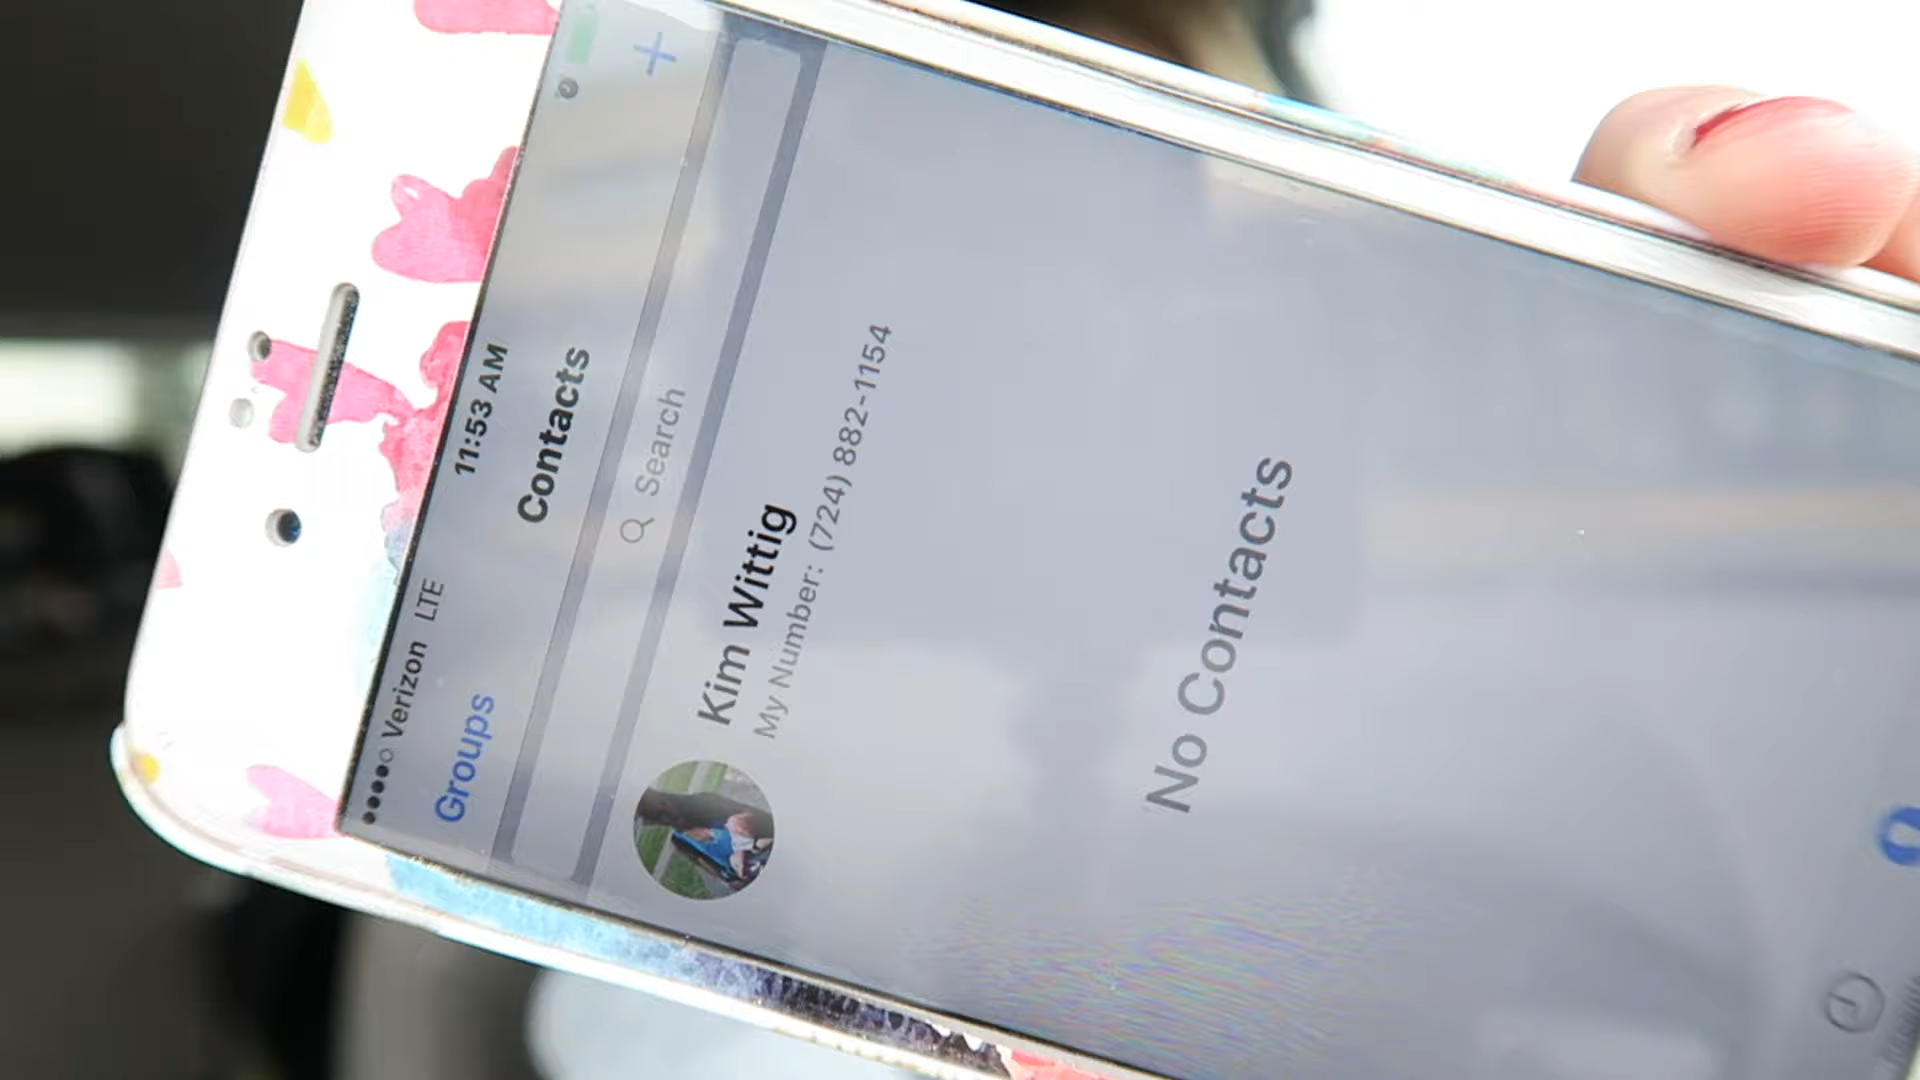 Verizon LTE 11:53 AM
Groups Contacts +
Search
Kim Wittig
My Number: (724) 882-1154
No Contacts